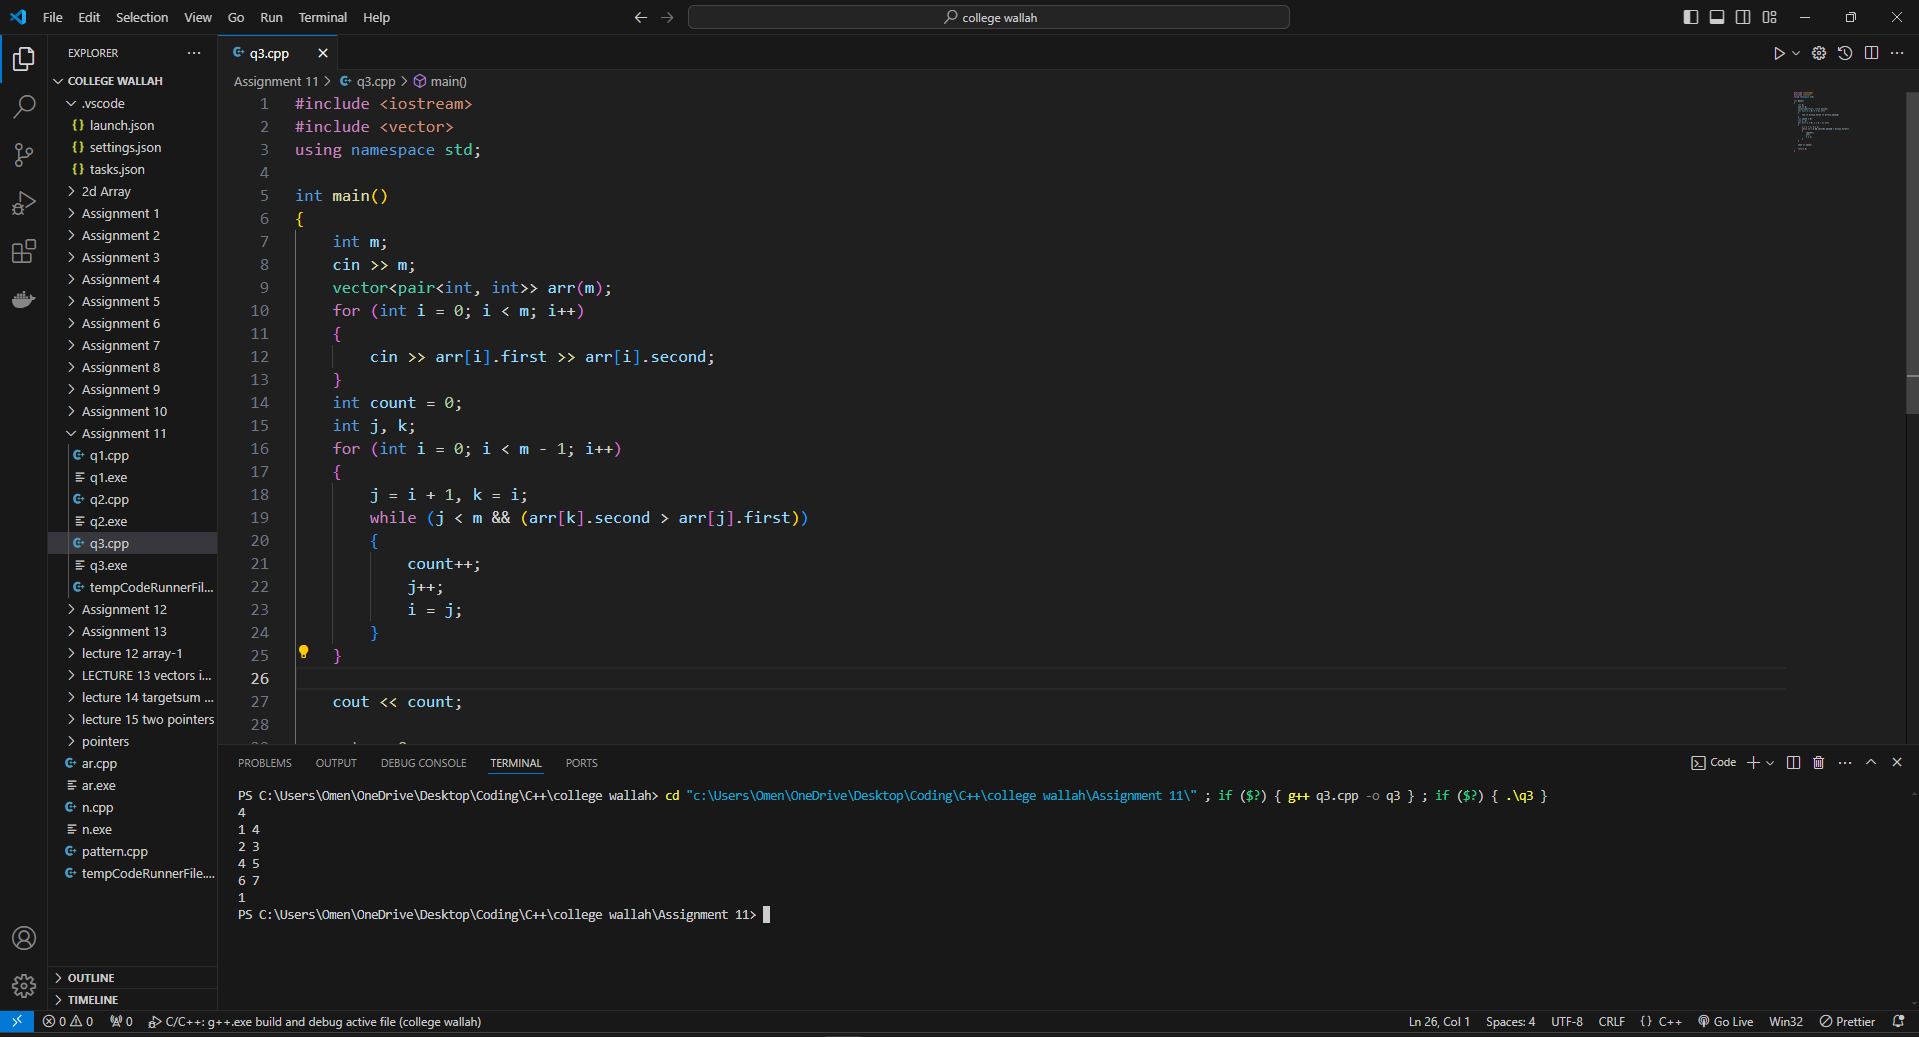 File Edit Selection View Go Run Terminal Help
college wallah
EXPLORER
COLLEGE WALLAH
.vscode
launch.json
settings.json
tasks.json
2d Array
Assignment 1
Assignment 2
Assignment 3
Assignment 4
Assignment 5
Assignment 6
Assignment 7
Assignment 8
Assignment 9
Assignment 10
Assignment 11
q1.cpp
q1.exe
q2.cpp
q2.exe
q3.cpp
q3.exe
tempCodeRunnerFil...
Assignment 12
Assignment 13
lecture 12 array-1
LECTURE 13 vectors i...
lecture 14 targetsum ...
lecture 15 two pointers
pointers
ar.cpp
ar.exe
n.cpp
n.exe
pattern.cpp
tempCodeRunnerFile....
OUTLINE
TIMELINE
q3.cpp
Assignment 11 > q3.cpp > main()
1 #include <iostream>
2 #include <vector>
3 using namespace std;
4
5 int main()
6 {
7 int m;
8 cin >> m;
9 vector<pair<int, int>> arr(m);
10 for (int i = 0; i < m; i++)
11 {
12 cin >> arr[i].first >> arr[i].second;
13 }
14 int count = 0;
15 int j, k;
16 for (int i = 0; i < m - 1; i++)
17 {
18 j = i + 1, k = i;
19 while (j < m && (arr[k].second > arr[j].first))
20 {
21 count++;
22 j++;
23 i = j;
24 }
25 }
26
27 cout << count;
28
PROBLEMS OUTPUT DEBUG CONSOLE TERMINAL PORTS
Code
PS C:\Users\Omen\OneDrive\Desktop\Coding\C++\college wallah> cd "c:\Users\Omen\OneDrive\Desktop\Coding\C++\college wallah\Assignment 11\" ; if ($?) { g++ q3.cpp -o q3 } ; if ($?) { .\q3 }
4
1 4
2 3
4 5
6 7
1
PS C:\Users\Omen\OneDrive\Desktop\Coding\C++\college wallah\Assignment 11>
0 0 0 C/C++: g++.exe build and debug active file (college wallah)
Ln 26, Col 1 Spaces: 4 UTF-8 CRLF {} C++ Go Live Win32 Prettier